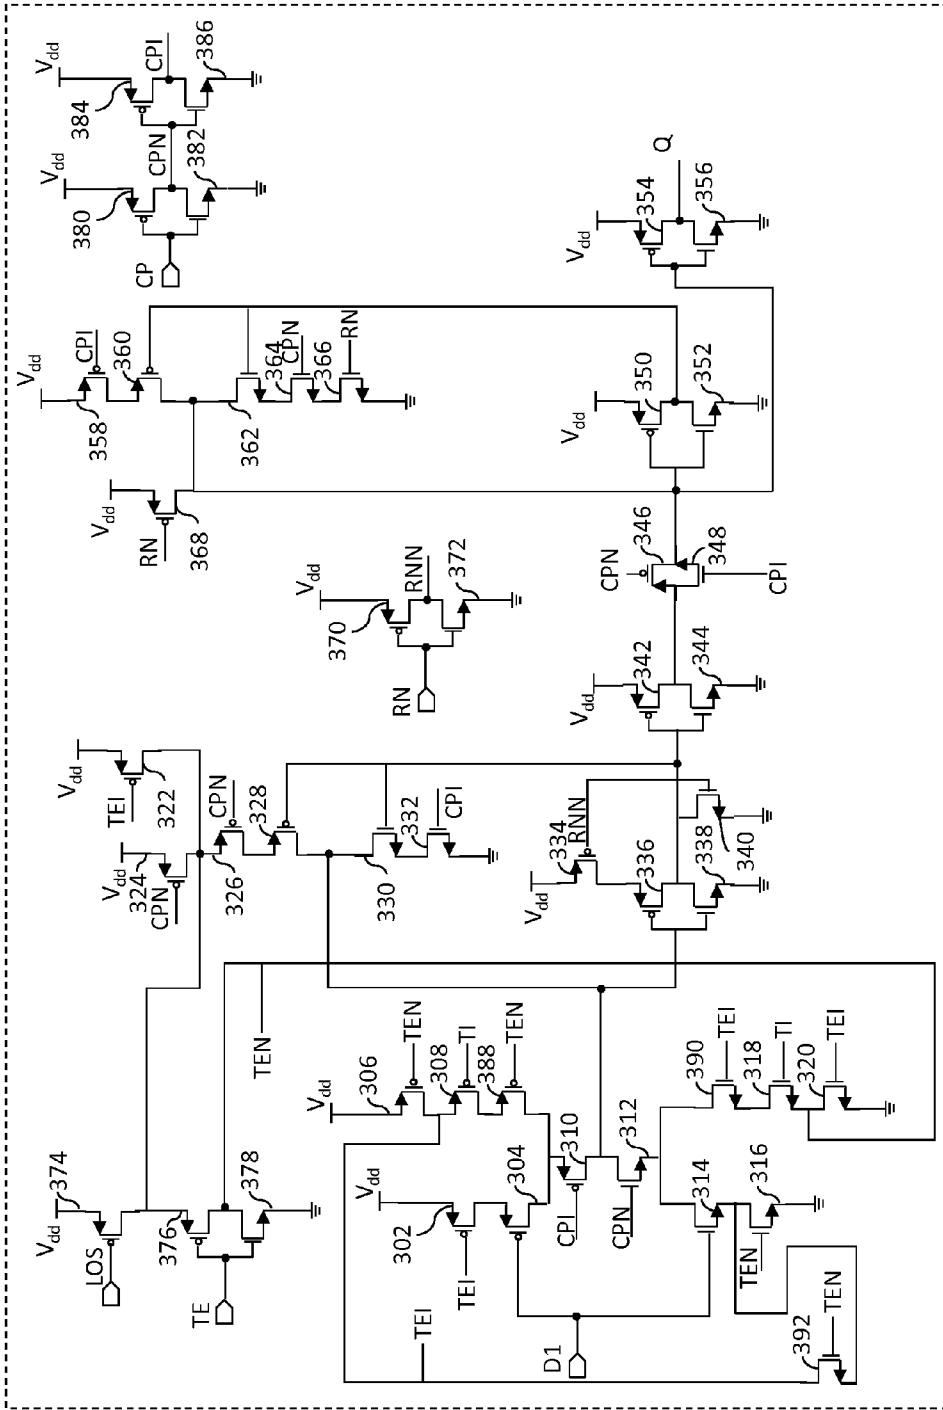 Vdd
384
CPI
386
Vdd
380
CPN
382
CP
Vdd
358
CPI
360
362
364
CPN
366
RN
Vdd
RN
368
Vdd
354
Q
356
Vdd
350
352
CPN
346
348
CPI
Vdd
370
RNN
372
RN
Vdd
342
344
Vdd
TEI
322
Vdd
324
CPN
326
CPN
328
330
332
CPI
Vdd
334
RNN
336
338
340
TEN
Vdd
374
LOS
376
378
TE
Vdd
306
TEN
308
TI
388
TEN
Vdd
302
TEI
304
CPI
310
CPN
312
390
TEI
318
TI
320
TEI
314
316
TEN
TEI
D1
392
TEN